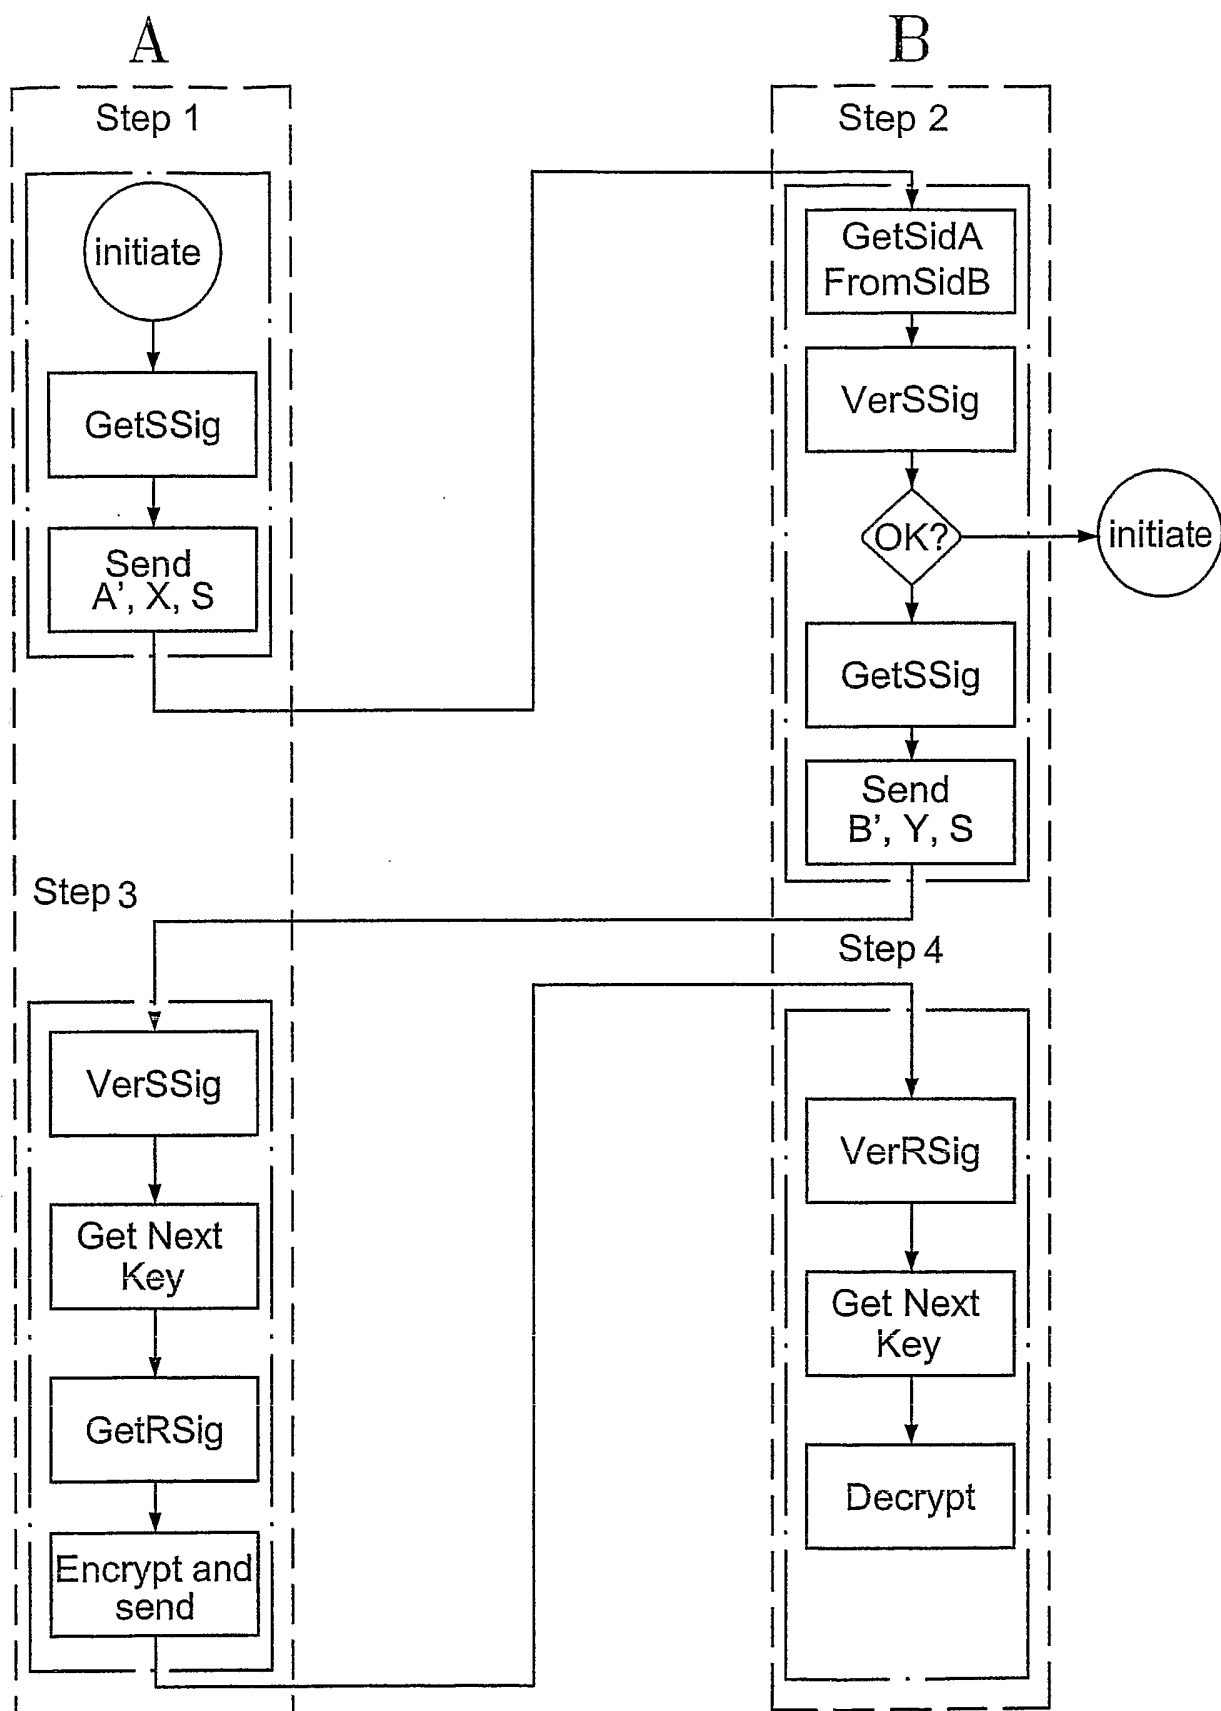 A
B
Step 1
initiate
GetSSig
Send
A', X, S
Step 2
GetSidA
FromSidB
VerSSig
OK?
initiate
GetSSig
Send
B', Y, S
Step 3
VerSSig
Get Next
Key
GetRSig
Encrypt and
send
Step 4
VerRSig
Get Next
Key
Decrypt